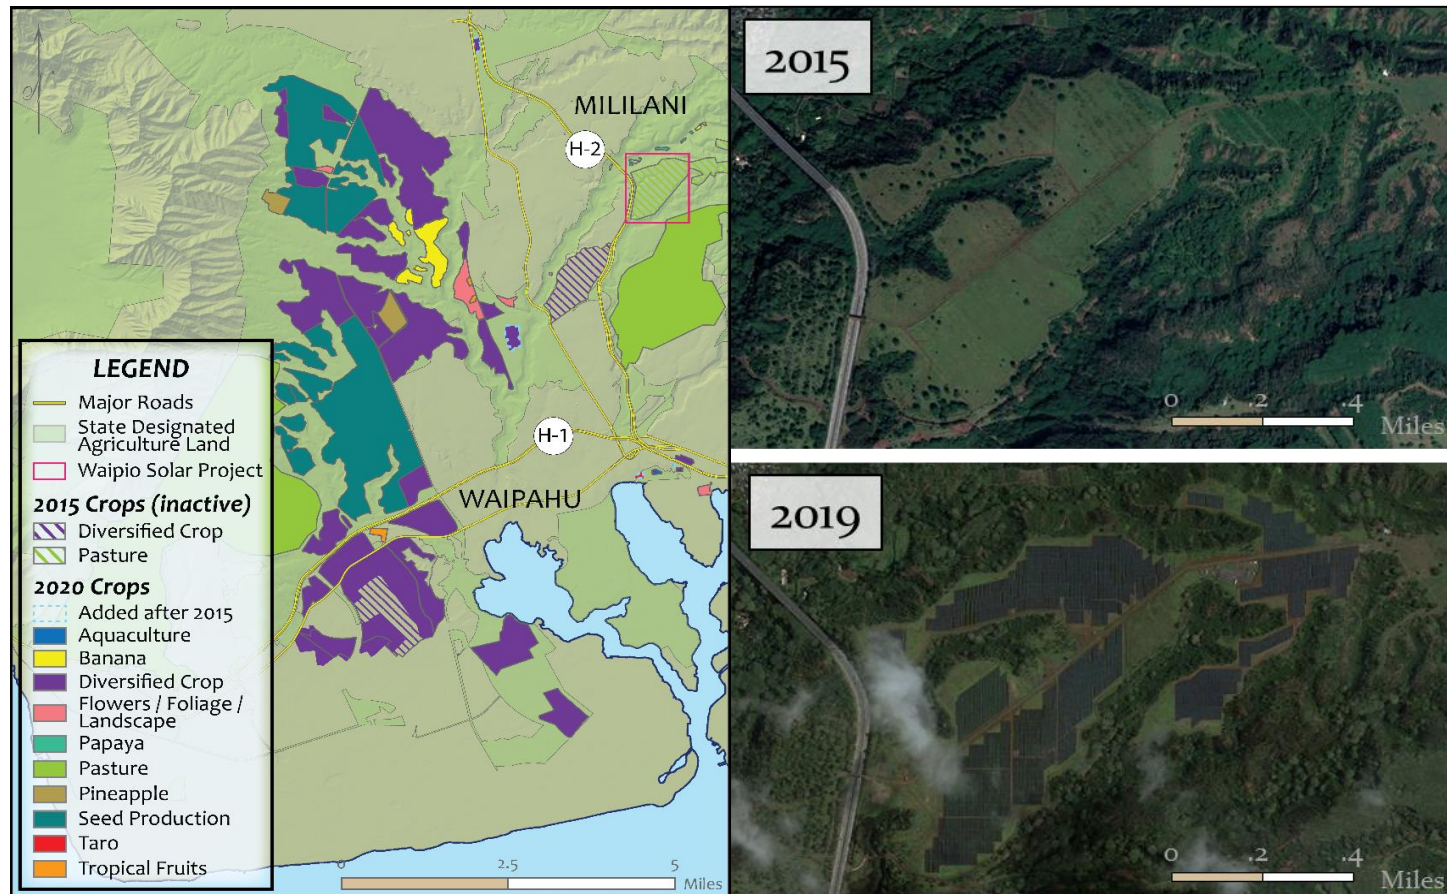 MILILANI
H-2
H-1
WAIPAHU
LEGEND
Major Roads
State Designated
Agriculture Land
Waipio Solar Project
2015 Crops (inactive)
Diversified Crop
Pasture
2020 Crops
Added after 2015
Aquaculture
Banana
Diversified Crop
Flowers / Foliage /
Landscape
Papaya
Pasture
Pineapple
Seed Production
Taro
Tropical Fruits
0 2.5 5
Miles
2015
0 .2 .4
Miles
2019
0 .2 .4
Miles